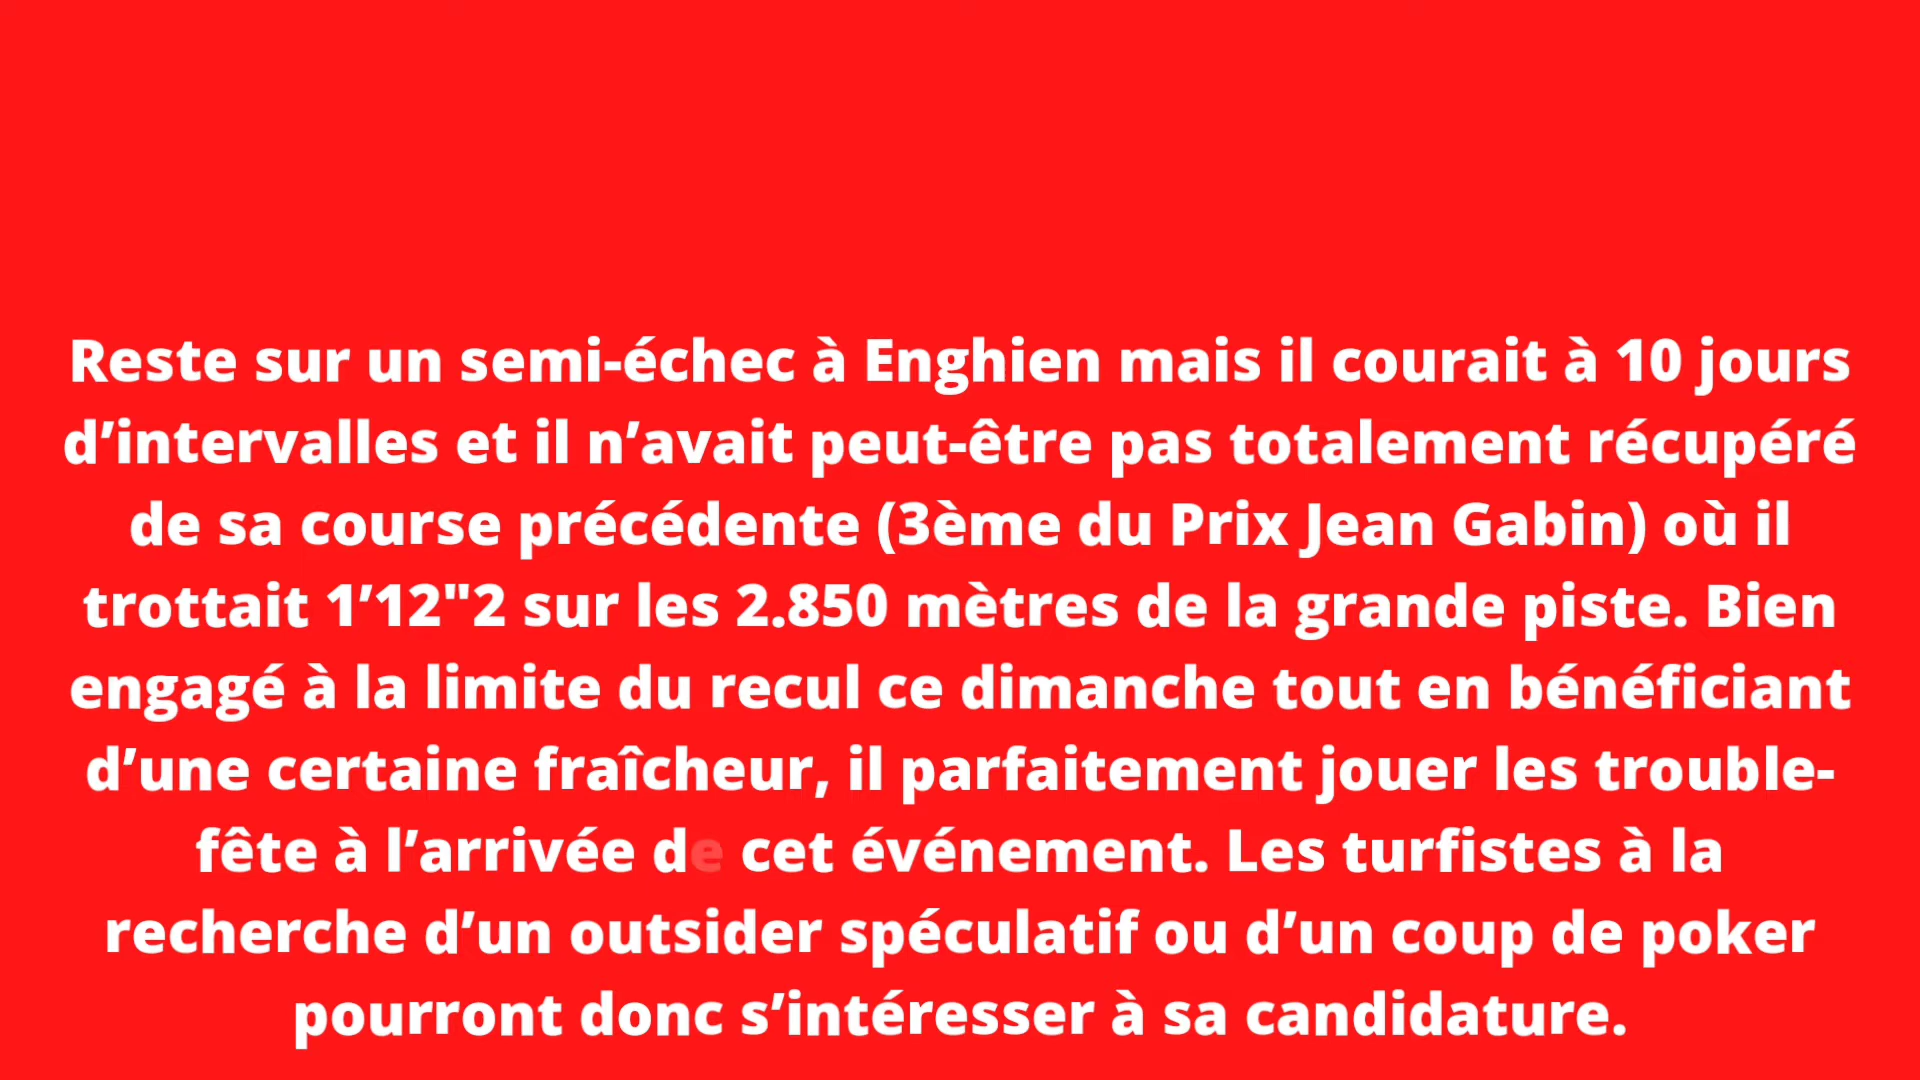 Reste sur un semi-échec à Enghien mais il courait à 10 jours
d’intervalles et il n’avait peut-être pas totalement récupéré
de sa course précédente (3ème du Prix Jean Gabin) où il
trottait 1’12"2 sur les 2.850 mètres de la grande piste. Bien
engagé à la limite du recul ce dimanche tout en bénéficiant
d’une certaine fraîcheur, il parfaitement jouer les trouble-
fête à l’arrivée de cet événement. Les turfistes à la
recherche d’un outsider spéculatif ou d’un coup de poker
pourront donc s’intéresser à sa candidature.